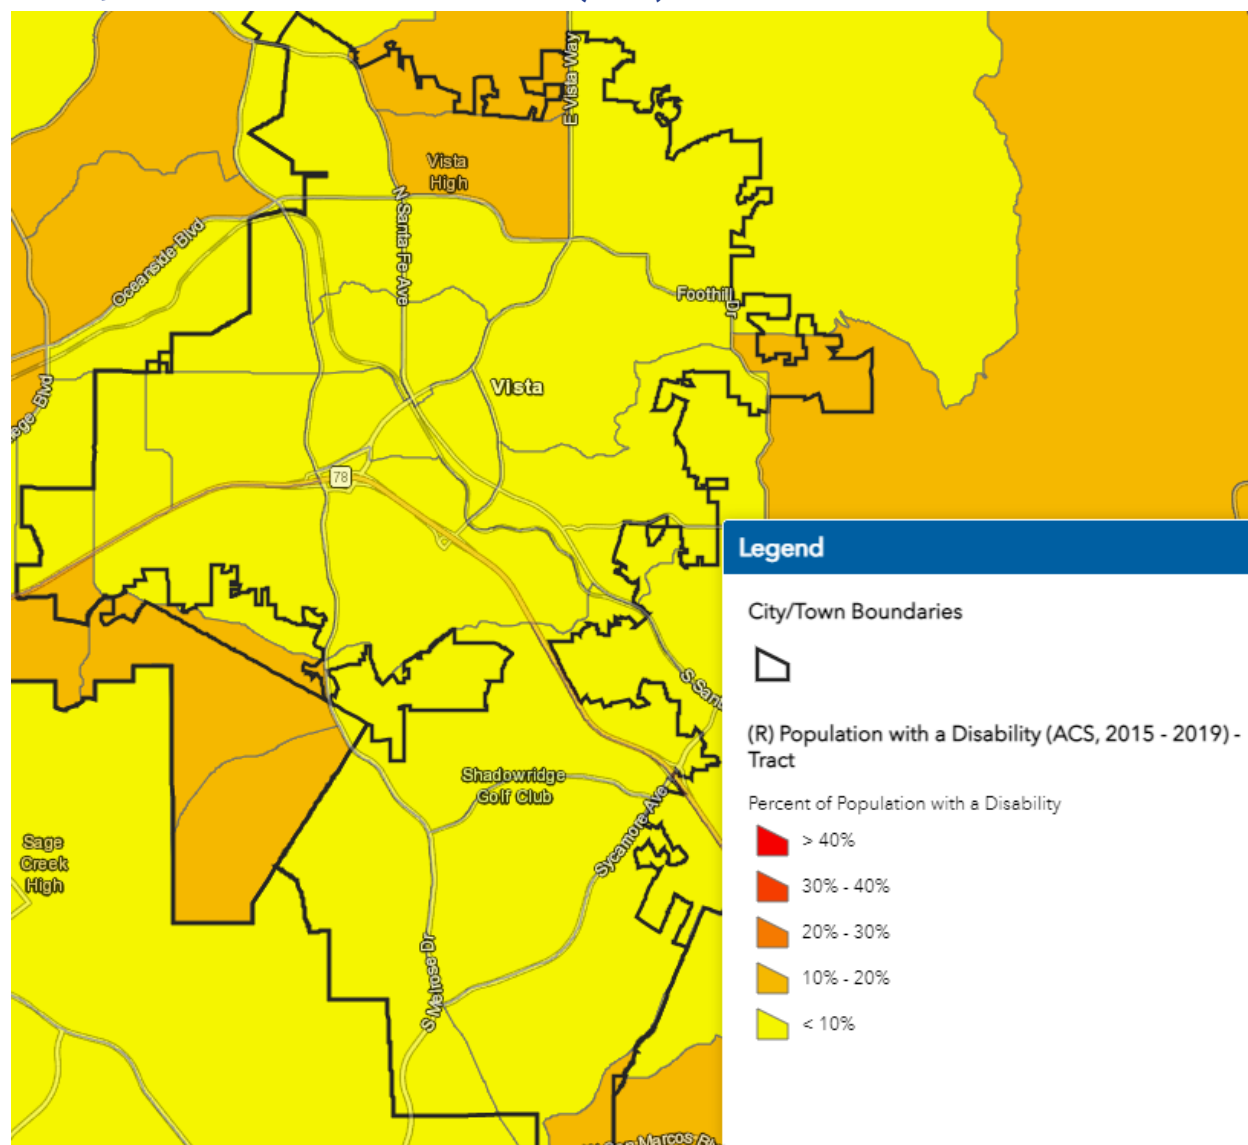 E Vista Way
Vista
High
N Santa Fe Ave
Oceanside Blvd
Foothill
Dr
Vista
78
Legend
City/Town Boundaries
(R) Population with a Disability (ACS, 2015 - 2019) -
Tract
Percent of Population with a Disability
> 40%
30% - 40%
20% - 30%
10% - 20%
< 10%
Shadowridge
Golf Club
Sycamore Ave
Sage
Creek
High
S Melrose Dr